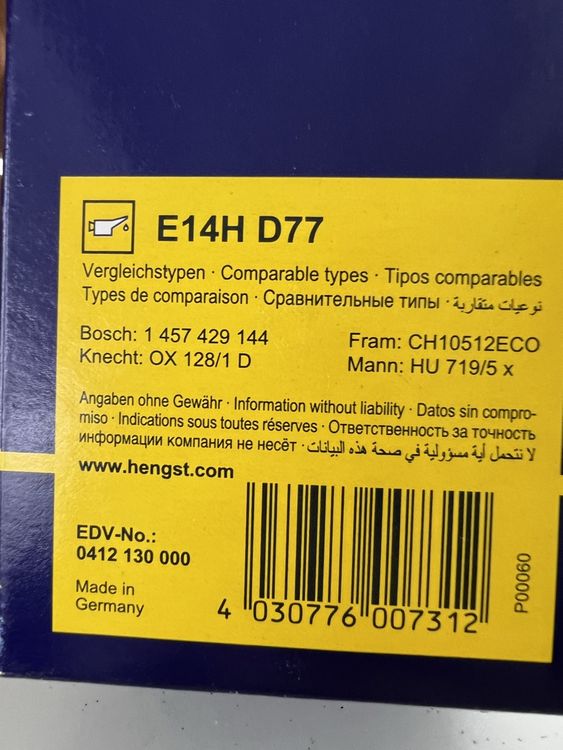 E14H D77
Vergleichstypen · Comparable types · Tipos comparables
Types de comparaison · Сравнительные типы · نوعيات متقاربة
Bosch: 1 457 429 144
Fram: CH10512ECO
Knecht: OX 128/1 D
Mann: HU 719/5 x
Angaben ohne Gewähr · Information without liability · Datos sin compro-
miso · Indications sous toutes réserves · Ответственность за точность
информации компания не несёт · لا نتحمل أية مسؤولية في صحة هذه البيانات
www.hengst.com
EDV-No.:
0412 130 000
Made in
Germany
4 030776 007312
P00060